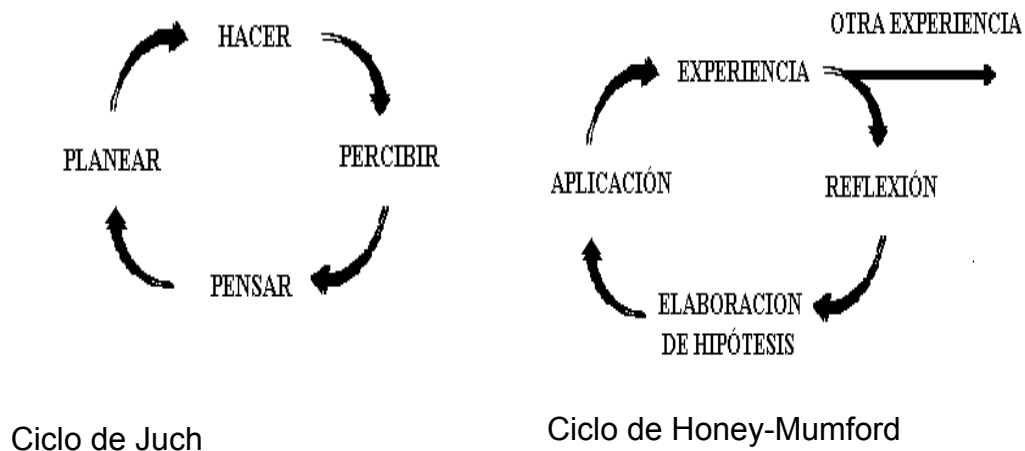 HACER
PLANEAR
PERCIBIR
PENSAR
Ciclo de Juch
OTRA EXPERIENCIA
EXPERIENCIA
APLICACIÓN
REFLEXIÓN
ELABORACION
DE HIPÓTESIS
Ciclo de Honey-Mumford